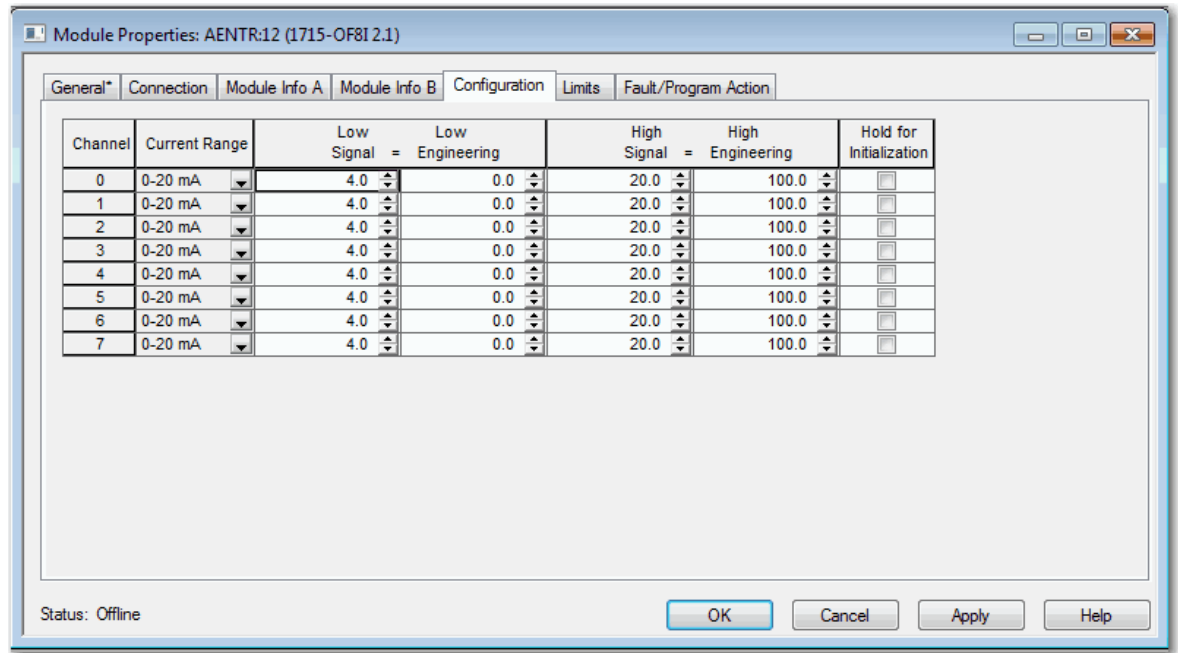 Module Properties: AENTR:12 (1715-OF8I 2.1)
General* Connection Module Info A Module Info B Configuration Limits Fault/Program Action
Channel Current Range Low Signal = Low Engineering High Signal = High Engineering Hold for Initialization
0 0-20 mA 4.0 0.0 20.0 100.0
1 0-20 mA 4.0 0.0 20.0 100.0
2 0-20 mA 4.0 0.0 20.0 100.0
3 0-20 mA 4.0 0.0 20.0 100.0
4 0-20 mA 4.0 0.0 20.0 100.0
5 0-20 mA 4.0 0.0 20.0 100.0
6 0-20 mA 4.0 0.0 20.0 100.0
7 0-20 mA 4.0 0.0 20.0 100.0
Status: Offline OK Cancel Apply Help